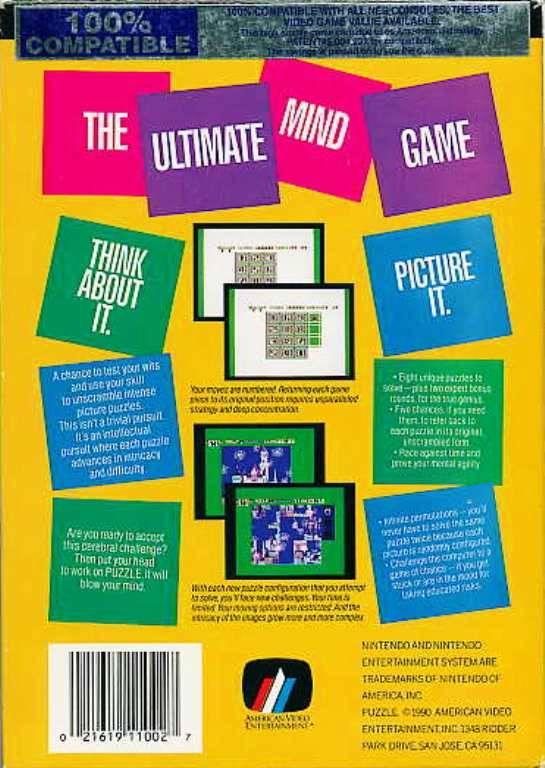 100%
COMPATIBLE
100% COMPATIBLE WITH ALL NES CONSOLES, THE BEST
VIDEO GAME VALUE AVAILABLE.
THE
ULTIMATE
MIND
GAME
THINK
ABOUT
IT.
PICTURE
IT.
A chance to test your wits
and use your skill
to unscramble intense
picture puzzles.
This isn't a trivial pursuit.
It's an intellectual
pursuit where each puzzle
advances in intricacy
and difficulty.
Your moves are numbered. Returning each game
piece to its original position requires unparalleled
strategy and deep concentration.
• Eight unique puzzles to
solve – plus two expert bonus
rounds, for the true genius.
• Five chances, if you need
them, to refer back to
each puzzle in its original,
unscrambled form.
• Race against time and
prove your mental agility.
Are you ready to accept
this cerebral challenge?
Then put your head
to work on PUZZLE. It will
blow your mind.
With each new puzzle configuration that you attempt
to solve, you'll face new challenges. Your time is
limited. Your moving options are restricted. And the
intricacy of the images grow more and more complex.
• Infinite permutations – you'll
never have to solve the same
puzzle twice because each
picture is randomly configured.
• Challenge the computer to a
game of chance – if you get
stuck or are in the mood for
taking educated risks.
0 21619 11002 7
AMERICAN VIDEO
ENTERTAINMENT
NINTENDO AND NINTENDO
ENTERTAINMENT SYSTEM ARE
TRADEMARKS OF NINTENDO OF
AMERICA, INC.
PUZZLE. © 1990 AMERICAN VIDEO
ENTERTAINMENT, INC. 1348 RIDDER
PARK DRIVE, SAN JOSE, CA 95131